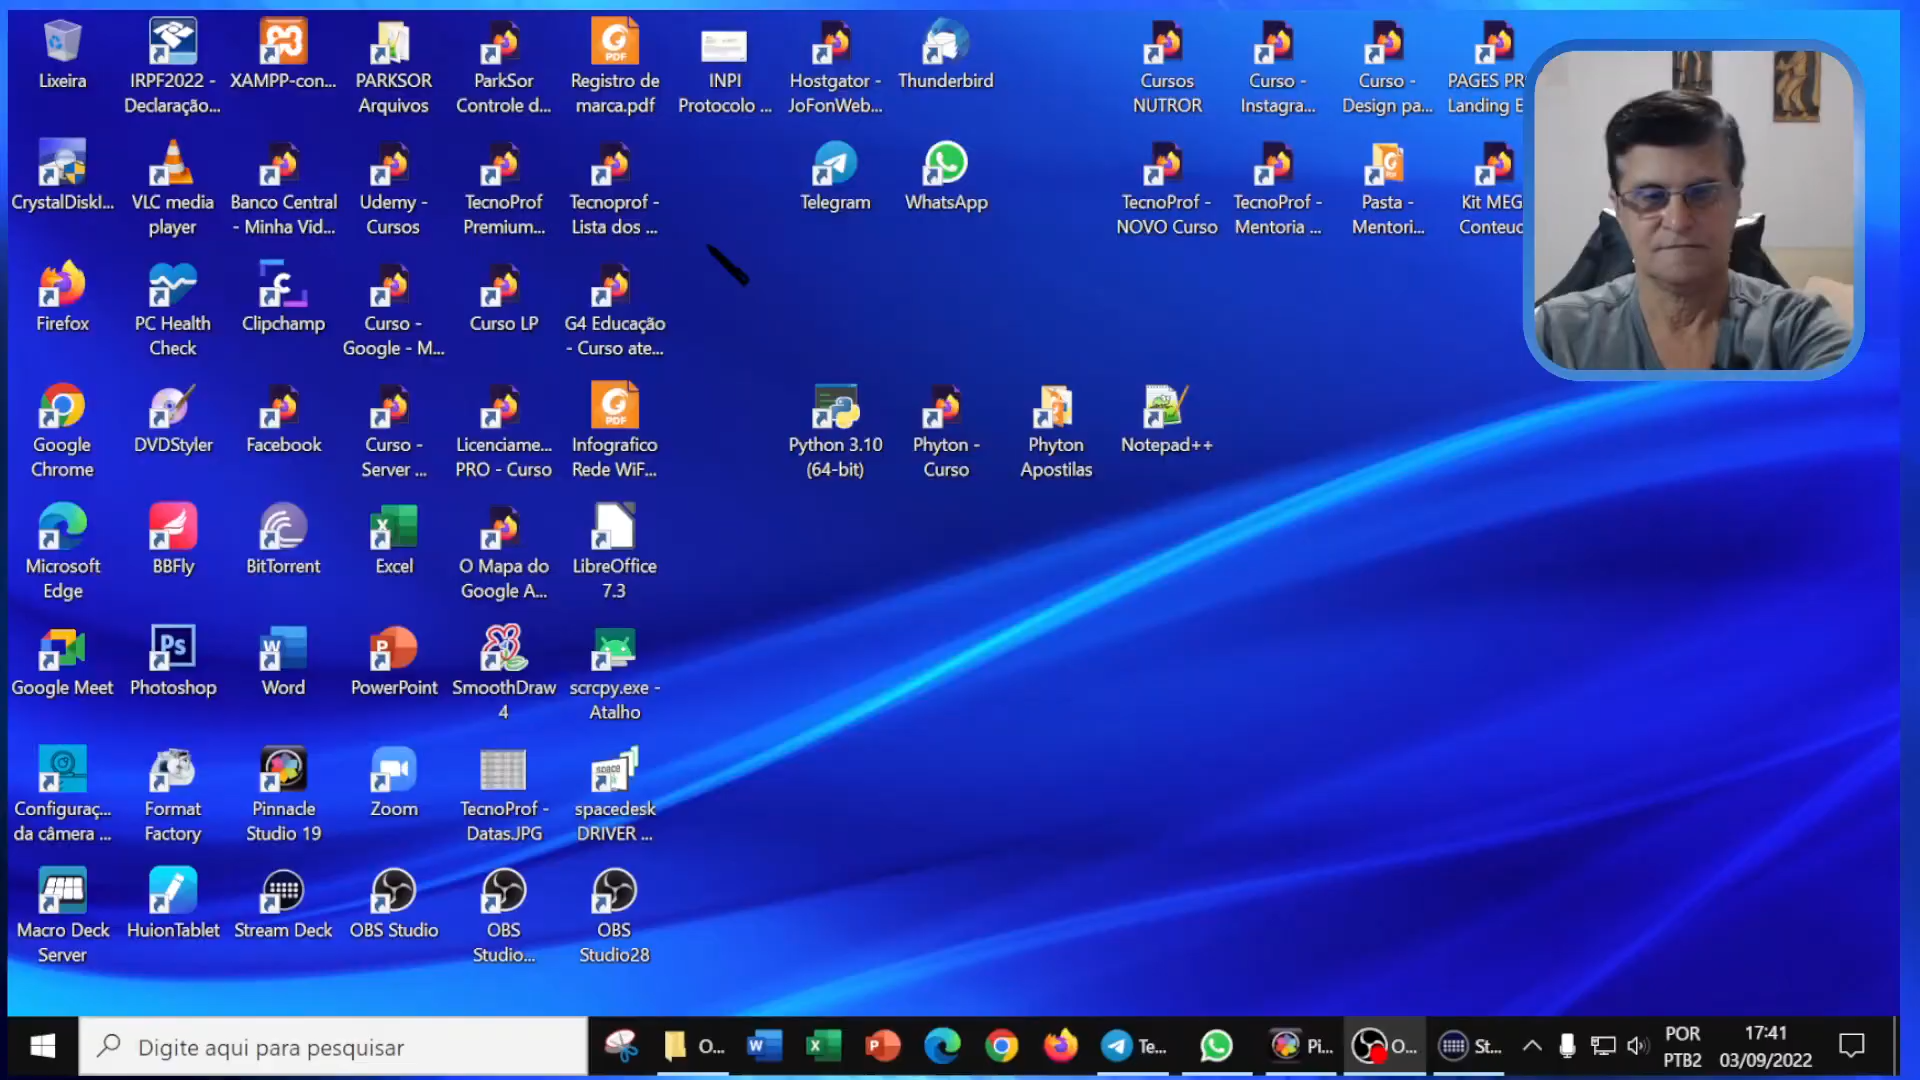 Lixeira
IRPF2022 -
Declaração...
XAMPP-con...
PARKSOR
Arquivos
ParkSor
Controle d...
Registro de
marca.pdf
INPI
Protocolo ...
Hostgator -
JoFonWeb...
Thunderbird
Cursos
NUTROR
Curso -
Instagra...
Curso -
Design pa...
PAGES PR
Landing E
CrystalDiskI...
VLC media
player
Banco Central
- Minha Vid...
Udemy -
Cursos
TecnoProf
Premium...
Tecnoprof -
Lista dos ...
Telegram
WhatsApp
TecnoProf -
NOVO Curso
TecnoProf -
Mentoria ...
Pasta -
Mentori...
Kit MEG
Conteud
Firefox
PC Health
Check
Clipchamp
Curso -
Google - M...
Curso LP
G4 Educação
- Curso ate...
Google
Chrome
DVDStyler
Facebook
Curso -
Server ...
Licenciame...
PRO - Curso
Infografico
Rede WiF...
Python 3.10
(64-bit)
Phyton -
Curso
Phyton
Apostilas
Notepad++
Microsoft
Edge
BBFly
BitTorrent
Excel
O Mapa do
Google A...
LibreOffice
7.3
Google Meet
Photoshop
Word
PowerPoint
SmoothDraw
4
scrcpy.exe -
Atalho
Configuraç...
da câmera ...
Format
Factory
Pinnacle
Studio 19
Zoom
TecnoProf -
Datas.JPG
spacedesk
DRIVER ...
Macro Deck
Server
HuionTablet
Stream Deck
OBS Studio
OBS
Studio...
OBS
Studio28
Digite aqui para pesquisar
O...
Te...
Pi...
O...
St...
POR
PTB2
17:41
03/09/2022